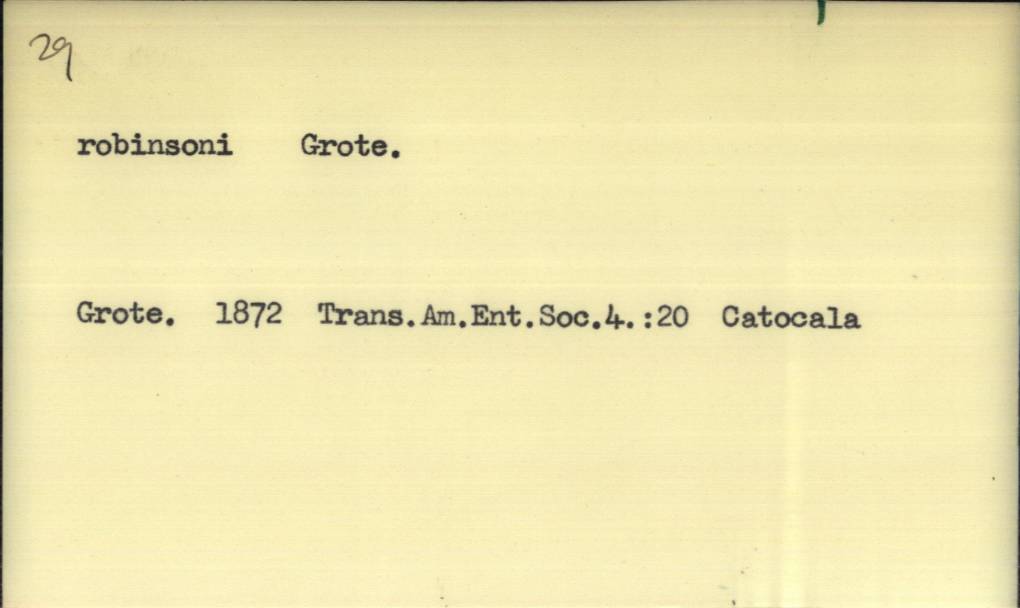 29
robinsoni Grote.
Grote. 1872 Trans.Am.Ent.Soc.4.:20 Catocala